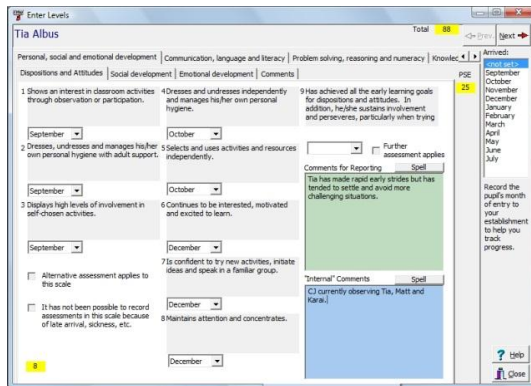 Enter Levels
Tia Albus
Total 88
Prev. Next
Personal, social and emotional development
Communication, language and literacy
Problem solving, reasoning and numeracy
Knowlec
Dispositions and Attitudes
Social development
Emotional development
Comments
PSE
25
1 Shows an interest in classroom activities
through observation or participation.
September
2 Dresses, undresses and manages his/her
own personal hygiene with adult support.
September
3 Displays high levels of involvement in
self-chosen activities.
September
Alternative assessment applies to
this scale
It has not been possible to record
assessments in this scale because
of late arrival, sickness, etc.
8
4 Dresses and undresses independently
and manages his/her own personal
hygiene.
October
5 Selects and uses activities and resources
independently.
October
6 Continues to be interested, motivated
and excited to learn.
December
7 Is confident to try new activities, initiate
ideas and speak in a familiar group.
December
8 Maintains attention and concentrates.
December
9 Has achieved all the early learning goals
for dispositions and attitudes. In
addition, he/she sustains involvement
and perseveres, particularly when trying
Further
assessment applies
Comments for Reporting
Spell
Tia has made rapid early strides but has
tended to settle and avoid more
challenging situations.
"Internal" Comments
Spell
CJ currently observing Tia, Matt and
Karai.
Arrived:
<not set>
September
October
November
December
January
February
March
April
May
June
July
Record the
pupil's month
of entry to
your
establishment
to help you
track
progress.
Help
Close